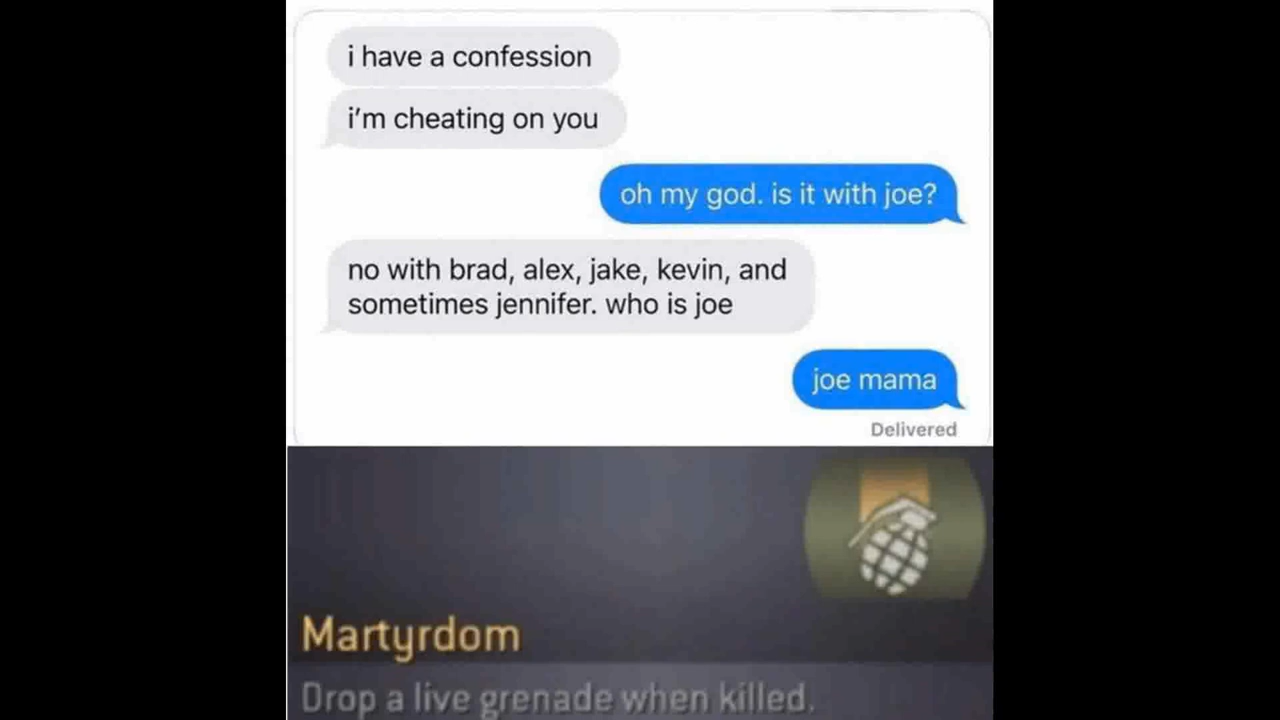 i have a confession
i'm cheating on you
oh my god. is it with joe?
no with brad, alex, jake, kevin, and
sometimes jennifer. who is joe
joe mama
Delivered
Martyrdom
Drop a live grenade when killed.